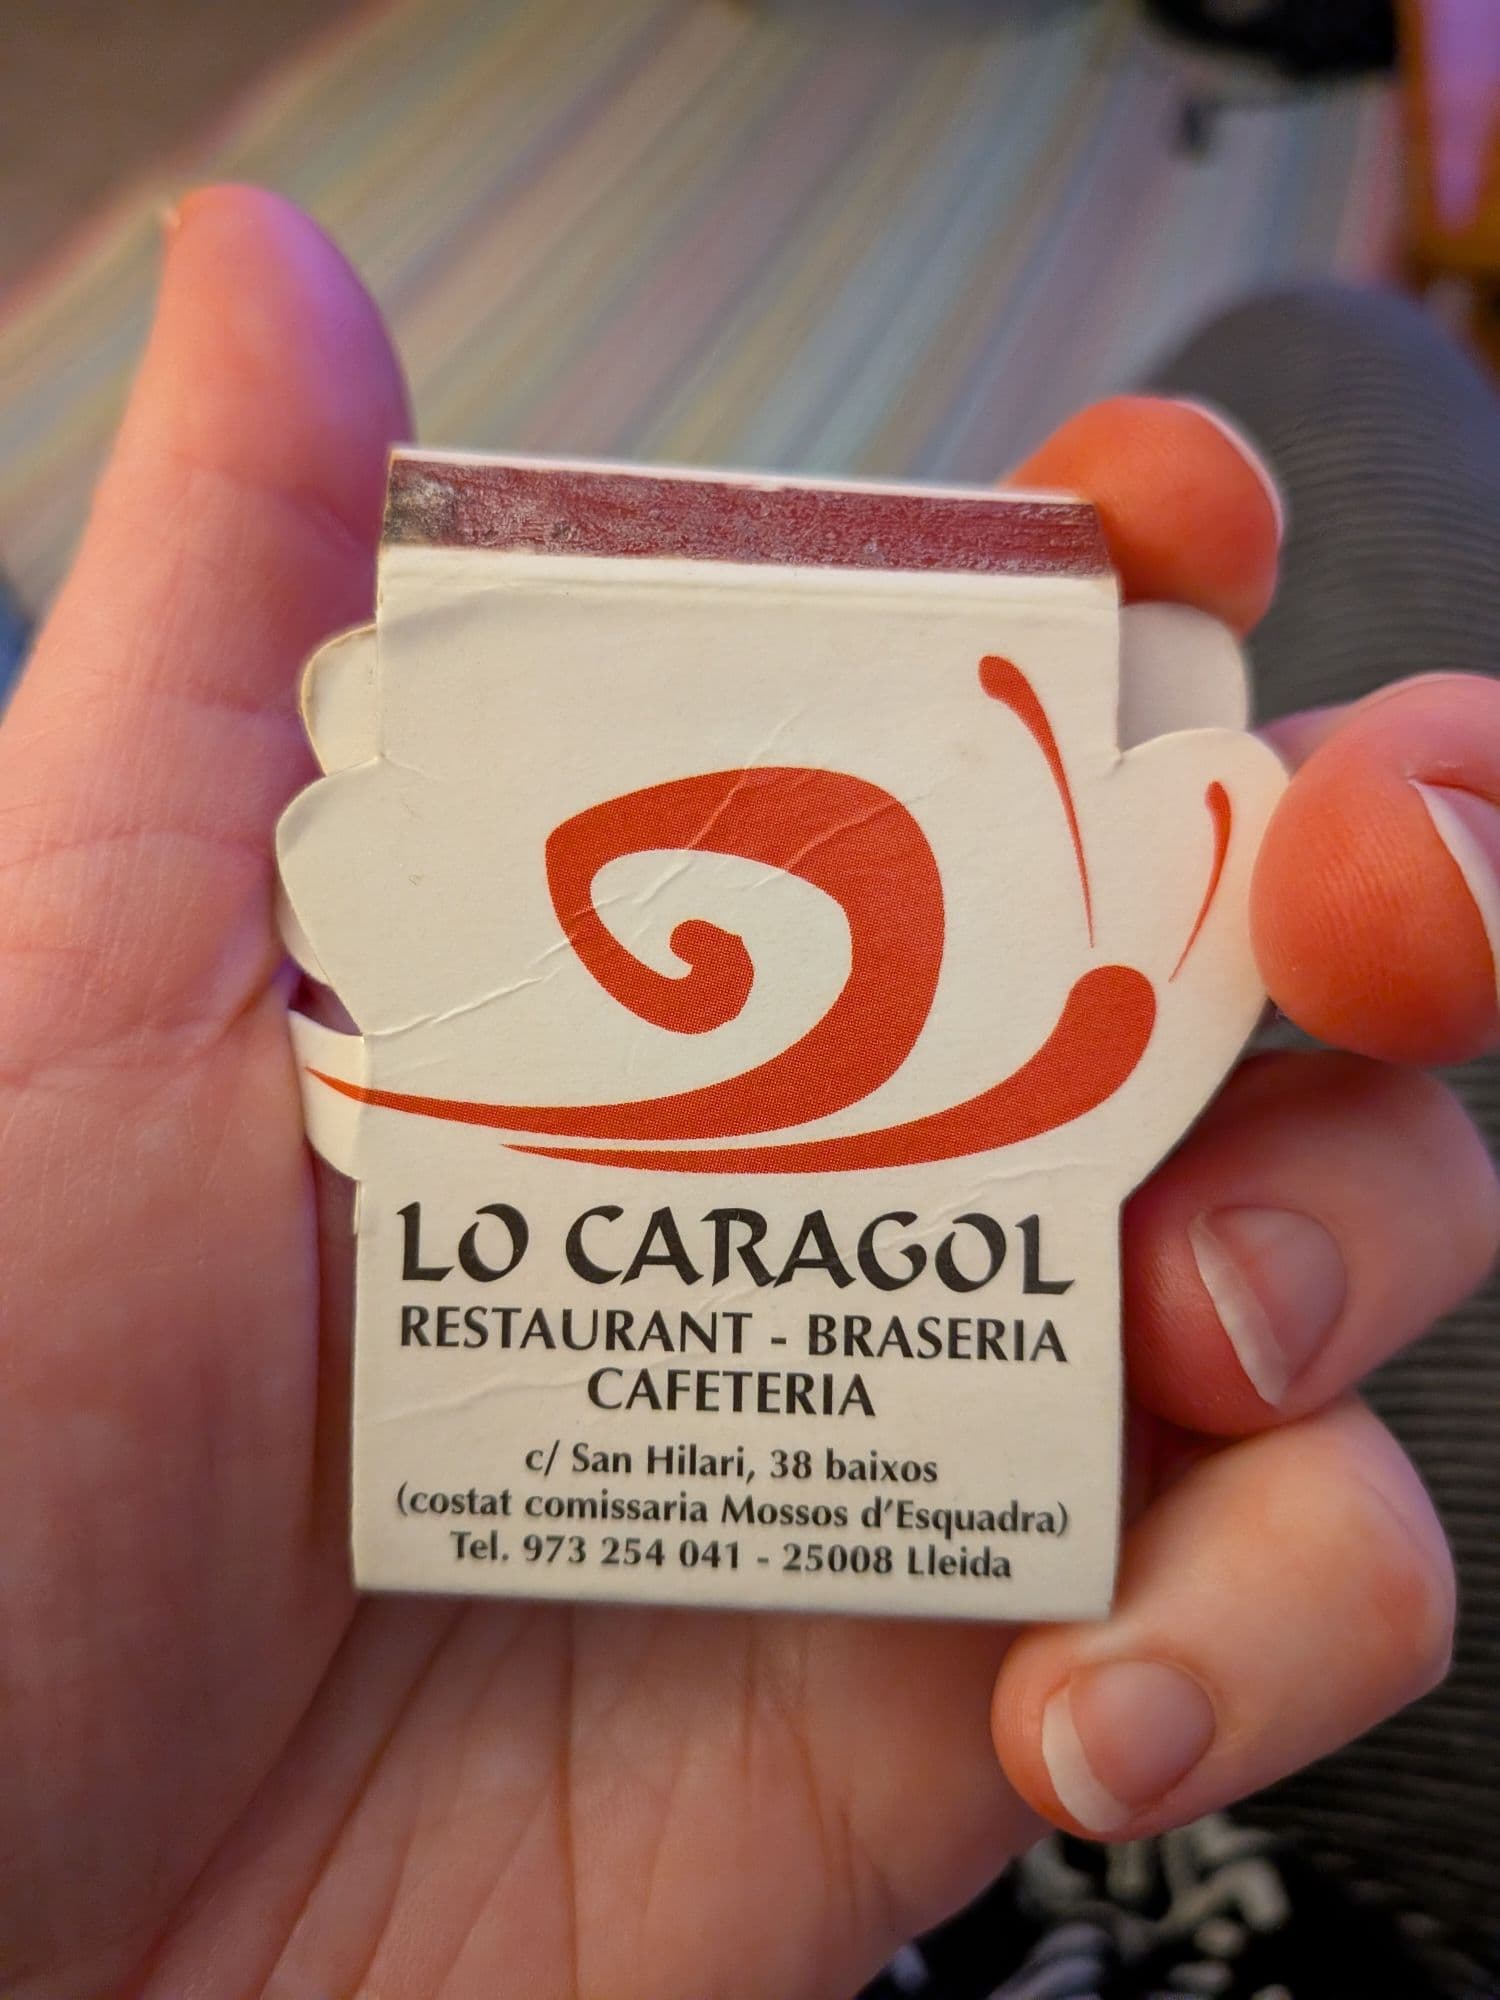 LO CARAGOL
RESTAURANT - BRASERIA
CAFETERIA
c/ San Hilari, 38 baixos
(costat comissaria Mossos d'Esquadra)
Tel. 973 254 041 - 25008 Lleida